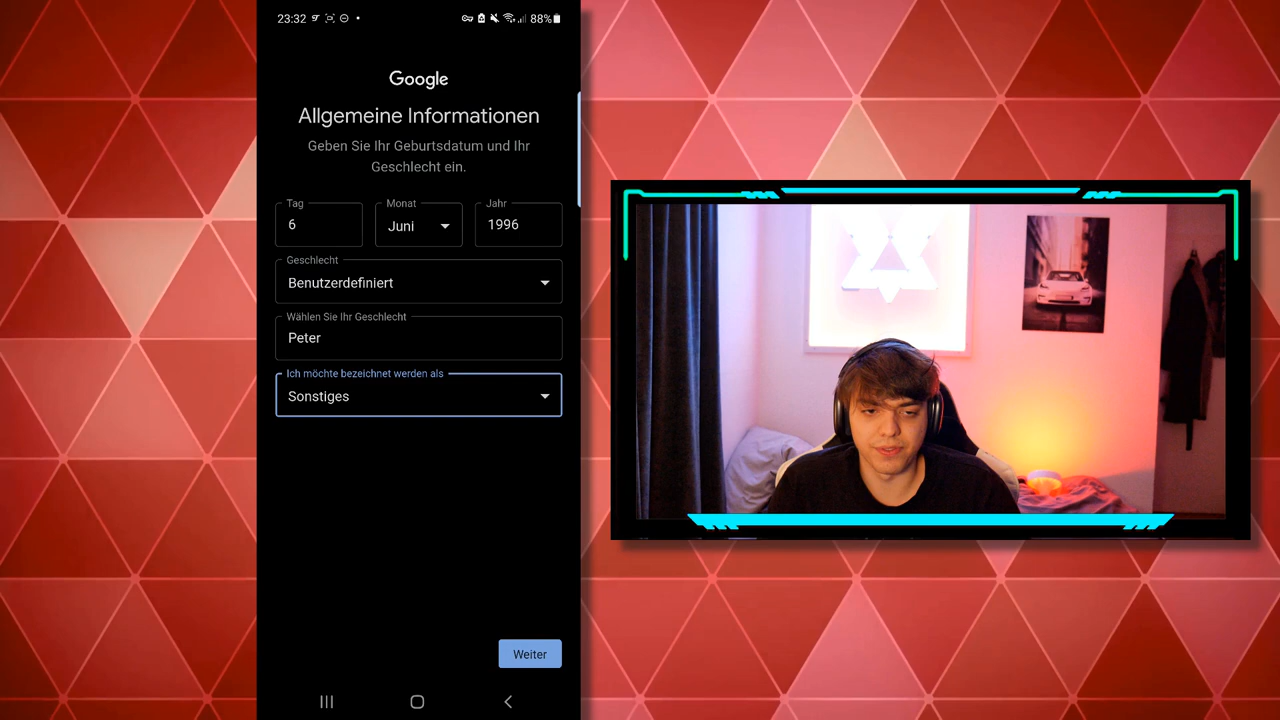 23:32
88%
Google
Allgemeine Informationen
Geben Sie Ihr Geburtsdatum und Ihr
Geschlecht ein.
Tag
Monat
Jahr
6
Juni
1996
Geschlecht
Benutzerdefiniert
Wählen Sie Ihr Geschlecht
Peter
Ich möchte bezeichnet werden als
Sonstiges
Weiter